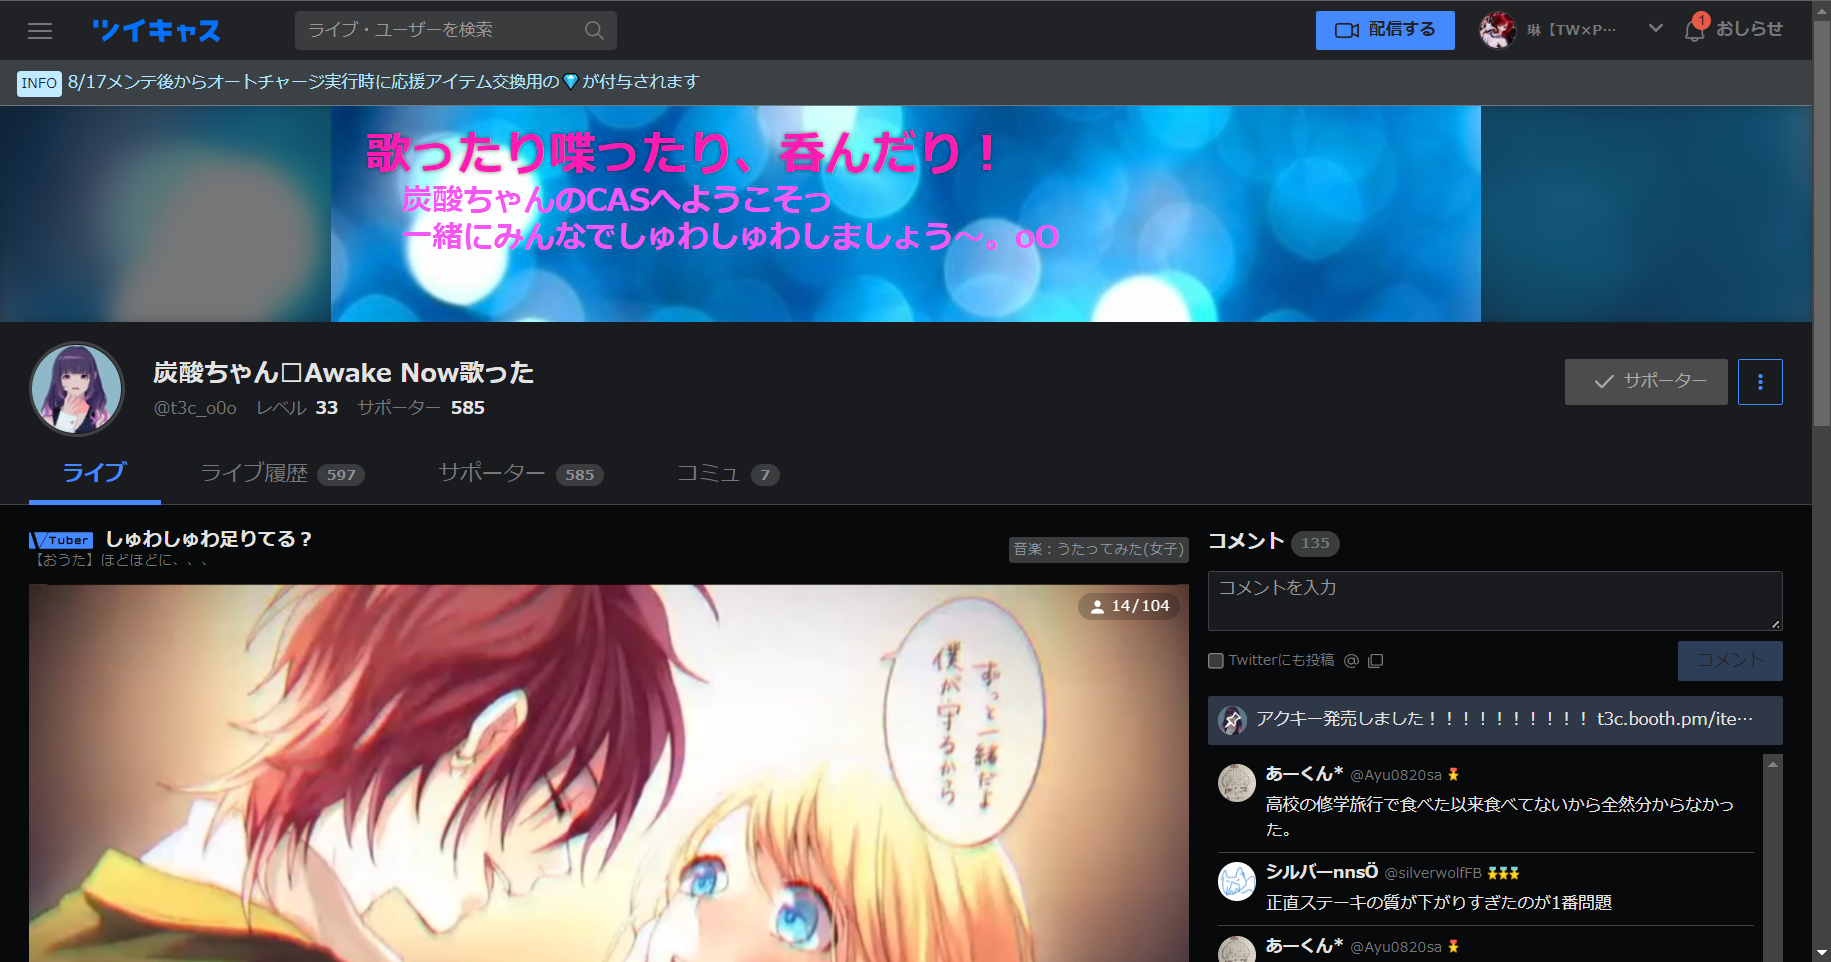 ツイキャス
ライブ・ユーザーを検索
配信する
琳【TW×P…
1
おしらせ
INFO 8/17メンテ後からオートチャージ実行時に応援アイテム交換用の💎が付与されます
歌ったり喋ったり、呑んだり！
炭酸ちゃんのCASへようこそっ
一緒にみんなでしゅわしゅわしましょう～。oO
炭酸ちゃん□Awake Now歌った
@t3c_o0o レベル 33 サポーター 585
サポーター
ライブ
ライブ履歴 597
サポーター 585
コミュ 7
VTuber しゅわしゅわ足りてる？
【おうた】ほどほどに、、、
音楽：うたってみた(女子)
14/104
ずっと一緒だよ
僕が守るから
コメント 135
コメントを入力
Twitterにも投稿 @
コメント
アクキー発売しました！！！！！！！！！！ t3c.booth.pm/ite…
あーくん* @Ayu0820sa
高校の修学旅行で食べた以来食べてないから全然分からなかっ
た。
シルバーnnsÖ @silverwolfFB
正直ステーキの質が下がりすぎたのが1番問題
あーくん* @Ayu0820sa